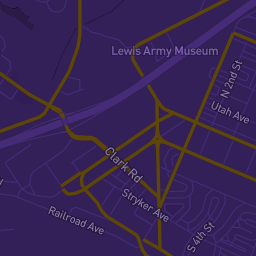 Lewis Army Museum
N 2nd St
Utah Ave
Clark Rd
Stryker Ave
Railroad Ave
S 4th St